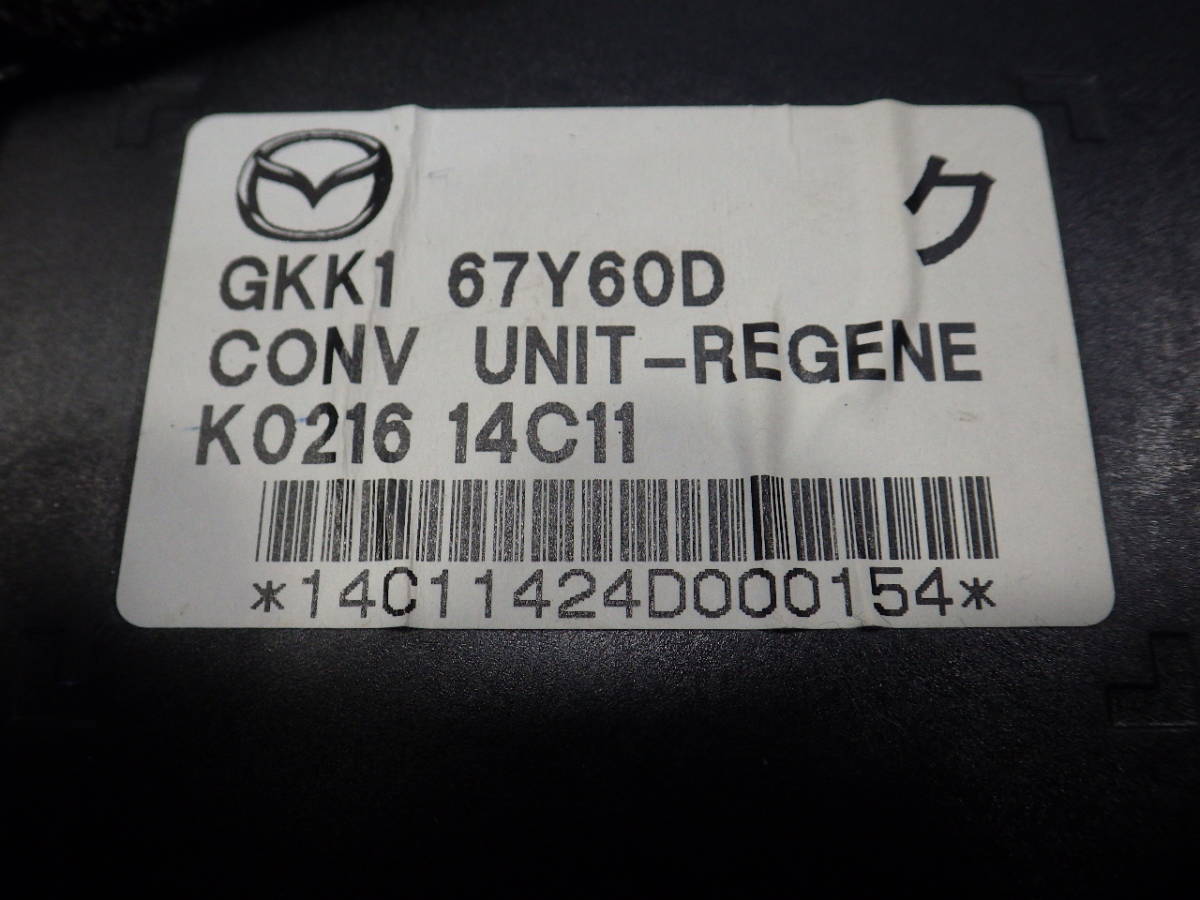 ク
GKK1 67Y60D
CONV UNIT-REGENE
K0216 14C11
*14C11424D000154*